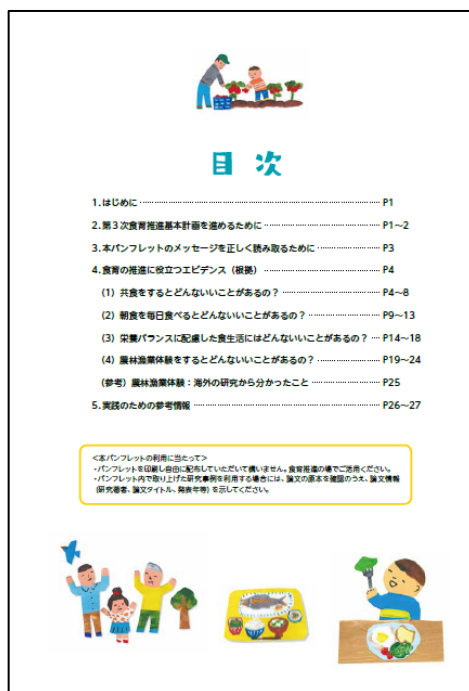 目次
1.はじめに P1
2.第3次食育推進基本計画を進めるために P1～2
3.本パンフレットのメッセージを正しく読み取るために P3
4.食育の推進に役立つエビデンス（根拠） P4
（1）共食をするとどんないいことがあるの？ P4～8
（2）朝食を毎日食べるとどんないいことがあるの？ P9～13
（3）栄養バランスに配慮した食生活にはどんないいことがあるの？ P14～18
（4）農林漁業体験をするとどんないいことがあるの？ P19～24
（参考）農林漁業体験：海外の研究から分かったこと P25
5.実践のための参考情報 P26～27
＜本パンフレットの利用に当たって＞
・パンフレットを印刷し自由に配布していただいて構いません。食育推進の場でご活用ください。
・パンフレット内で取り上げた研究事例を利用する場合には、論文の原本を確認のうえ、論文情報
（研究著者、論文タイトル、発表年等）を示してください。